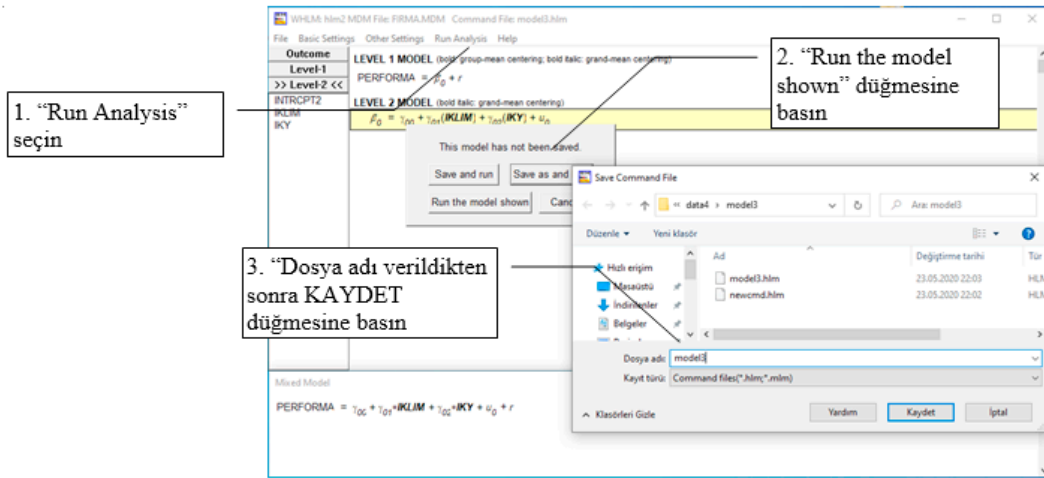 WHLM: hlm2 MDM File: FIRMA.MDM Command File: model3.hlm
File Basic Settings Other Settings Run Analysis Help
Outcome
Level-1
>> Level-2 <<
INTRCPT2
IKLIM
IKY
LEVEL 1 MODEL (bold: group-mean centering; bold italic: grand-mean centering)
PERFORMA = β0 + r
LEVEL 2 MODEL (bold italic: grand-mean centering)
β0 = γ00 + γ01(IKLIM) + γ02(IKY) + u0
1. “Run Analysis”
seçin
2. “Run the model
shown” düğmesine
basın
This model has not been saved.
Save and run Save as and
Run the model shown Canc
3. “Dosya adı verildikten
sonra KAYDET
düğmesine basın
Save Command File
« data4 > model3
Ara: model3
Düzenle Yeni klasör
Hızlı erişim
Masaüstü
İndirilenler
Belgeler
Ad Değiştirme tarihi Tür
model3.hlm 23.05.2020 22:03 HLM
newcmd.hlm 23.05.2020 22:02 HLM
Dosya adı: model3
Kayıt türü: Command files(*.hlm;*.mlm)
Klasörleri Gizle Yardım Kaydet İptal
Mixed Model
PERFORMA = γ00 + γ01*IKLIM + γ02*IKY + u0 + r